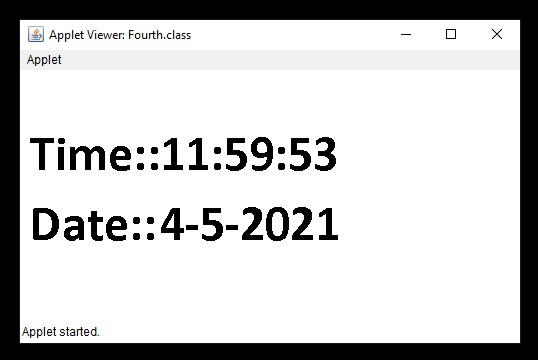 Applet Viewer: Fourth.class
Applet
Time::11:59:53
Date::4-5-2021
Applet started.